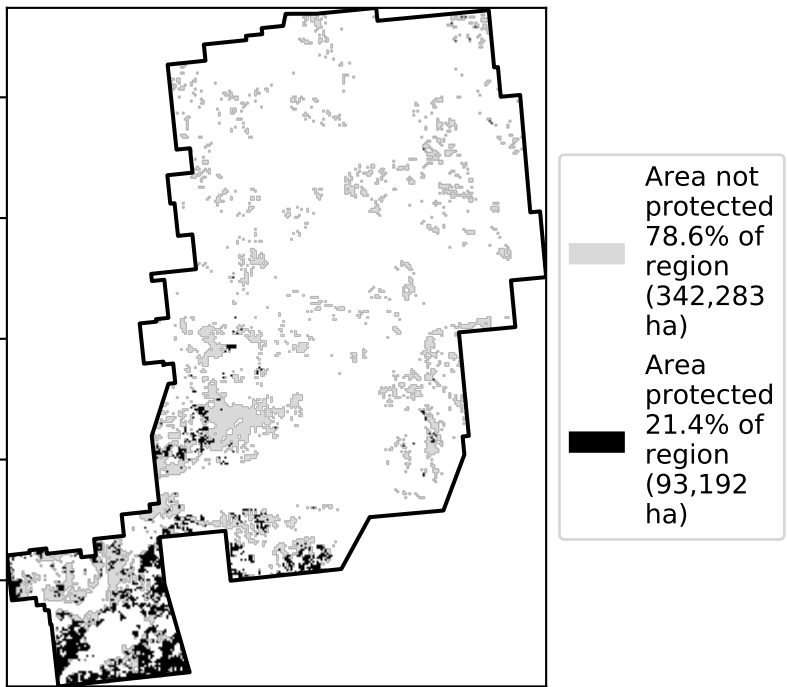 Area not
protected
78.6% of
region
(342,283
ha)
Area
protected
21.4% of
region
(93,192
ha)